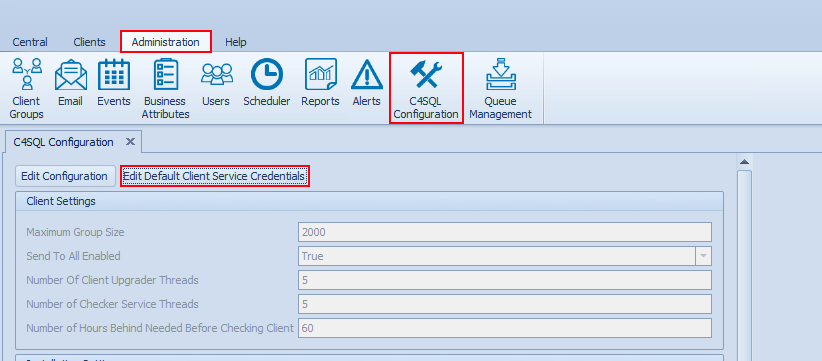 Central Clients Administration Help
Client Groups Email Events Business Attributes Users Scheduler Reports Alerts C4SQL Configuration Queue Management
C4SQL Configuration X
Edit Configuration Edit Default Client Service Credentials
Client Settings
Maximum Group Size 2000
Send To All Enabled True
Number Of Client Upgrader Threads 5
Number of Checker Service Threads 5
Number of Hours Behind Needed Before Checking Client 60